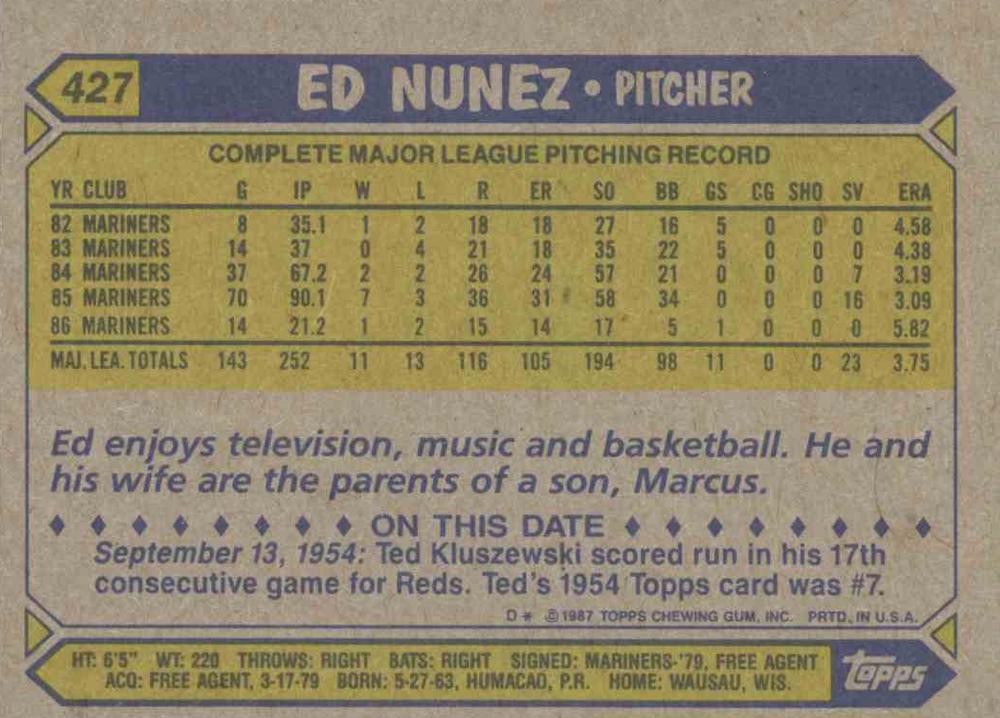 427
ED NUNEZ • PITCHER
COMPLETE MAJOR LEAGUE PITCHING RECORD
YR CLUB G IP W L R ER SO BB GS CG SHO SV ERA
82 MARINERS 8 35.1 1 2 18 18 27 16 5 0 0 0 4.58
83 MARINERS 14 37 0 4 21 18 35 22 5 0 0 0 4.38
84 MARINERS 37 67.2 2 2 26 24 57 21 0 0 0 7 3.19
85 MARINERS 70 90.1 7 3 36 31 58 34 0 0 0 16 3.09
86 MARINERS 14 21.2 1 2 15 14 17 5 1 0 0 0 5.82
MAJ. LEA. TOTALS 143 252 11 13 116 105 194 98 11 0 0 23 3.75
Ed enjoys television, music and basketball. He and
his wife are the parents of a son, Marcus.
♦ ♦ ♦ ♦ ♦ ♦ ♦ ♦ ON THIS DATE ♦ ♦ ♦ ♦ ♦ ♦ ♦ ♦
September 13, 1954: Ted Kluszewski scored run in his 17th
consecutive game for Reds. Ted's 1954 Topps card was #7.
D * © 1987 TOPPS CHEWING GUM, INC. PRTD. IN U.S.A.
HT: 6'5" WT: 220 THROWS: RIGHT BATS: RIGHT SIGNED: MARINERS-'79, FREE AGENT
ACQ: FREE AGENT, 3-17-79 BORN: 5-27-63, HUMACAO, P.R. HOME: WAUSAU, WIS.
topps